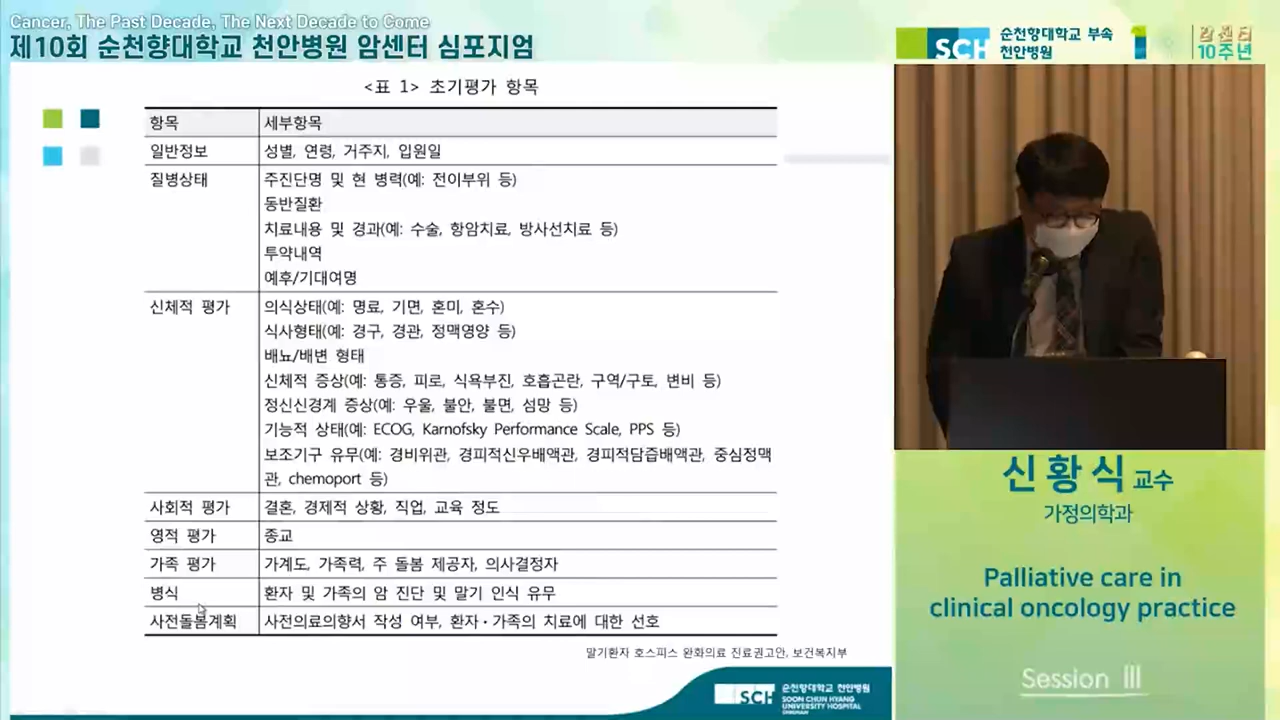 Cancer, The Past Decade, The Next Decade to Come
제10회 순천향대학교 천안병원 암센터 심포지엄
SCH 순천향대학교 부속
천안병원
암센터
10주년
<표 1> 초기평가 항목
항목 세부항목
일반정보 성별, 연령, 거주지, 입원일
질병상태 주진단명 및 현 병력(예: 전이부위 등)
동반질환
치료내용 및 경과(예: 수술, 항암치료, 방사선치료 등)
투약내역
예후/기대여명
신체적 평가 의식상태(예: 명료, 기면, 혼미, 혼수)
식사형태(예: 경구, 경관, 정맥영양 등)
배뇨/배변 형태
신체적 증상(예: 통증, 피로, 식욕부진, 호흡곤란, 구역/구토, 변비 등)
정신신경계 증상(예: 우울, 불안, 불면, 섬망 등)
기능적 상태(예: ECOG, Karnofsky Performance Scale, PPS 등)
보조기구 유무(예: 경비위관, 경피적신우배액관, 경피적담즙배액관, 중심정맥
관, chemoport 등)
사회적 평가 결혼, 경제적 상황, 직업, 교육 정도
영적 평가 종교
가족 평가 가계도, 가족력, 주 돌봄 제공자, 의사결정자
병식 환자 및 가족의 암 진단 및 말기 인식 유무
사전돌봄계획 사전의료의향서 작성 여부, 환자·가족의 치료에 대한 선호
말기환자 호스피스 완화의료 진료권고안, 보건복지부
SCH 순천향대학교 천안병원
SOON CHUN HYANG
UNIVERSITY HOSPITAL
CHEONAN
신황식 교수
가정의학과
Palliative care in
clinical oncology practice
Session Ⅲ